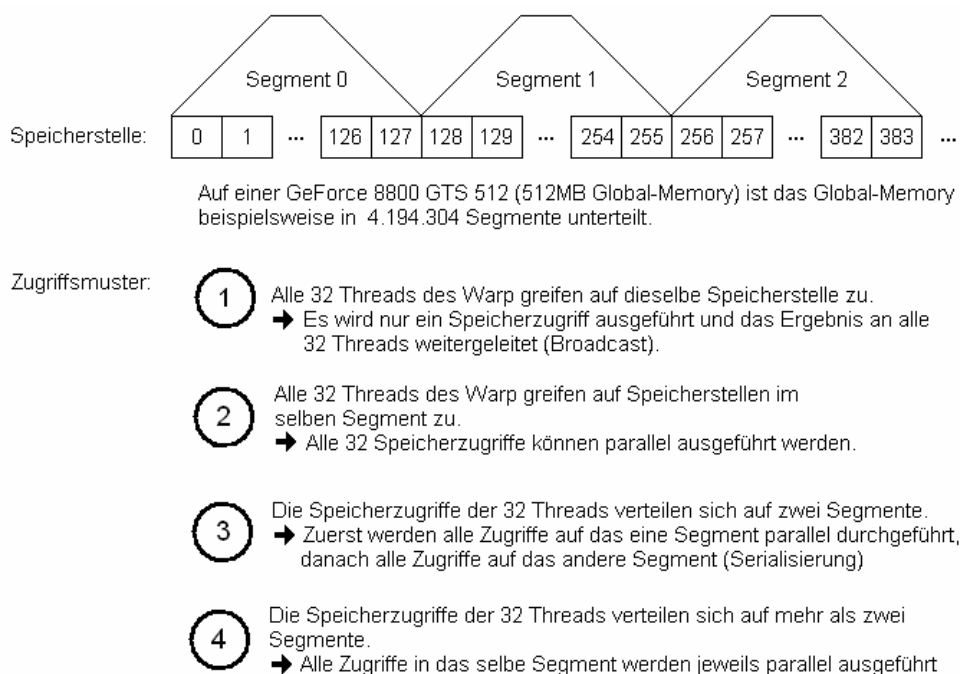 Segment 0 Segment 1 Segment 2
Speicherstelle: 0 1 ... 126 127 128 129 ... 254 255 256 257 ... 382 383 ...
Auf einer GeForce 8800 GTS 512 (512MB Global-Memory) ist das Global-Memory
beispielsweise in 4.194.304 Segmente unterteilt.
Zugriffsmuster:
1 Alle 32 Threads des Warp greifen auf dieselbe Speicherstelle zu.
➔ Es wird nur ein Speicherzugriff ausgeführt und das Ergebnis an alle
32 Threads weitergeleitet (Broadcast).
2 Alle 32 Threads des Warp greifen auf Speicherstellen im
selben Segment zu.
➔ Alle 32 Speicherzugriffe können parallel ausgeführt werden.
3 Die Speicherzugriffe der 32 Threads verteilen sich auf zwei Segmente.
➔ Zuerst werden alle Zugriffe auf das eine Segment parallel durchgeführt,
danach alle Zugriffe auf das andere Segment (Serialisierung)
4 Die Speicherzugriffe der 32 Threads verteilen sich auf mehr als zwei
Segmente.
➔ Alle Zugriffe in das selbe Segment werden jeweils parallel ausgeführt